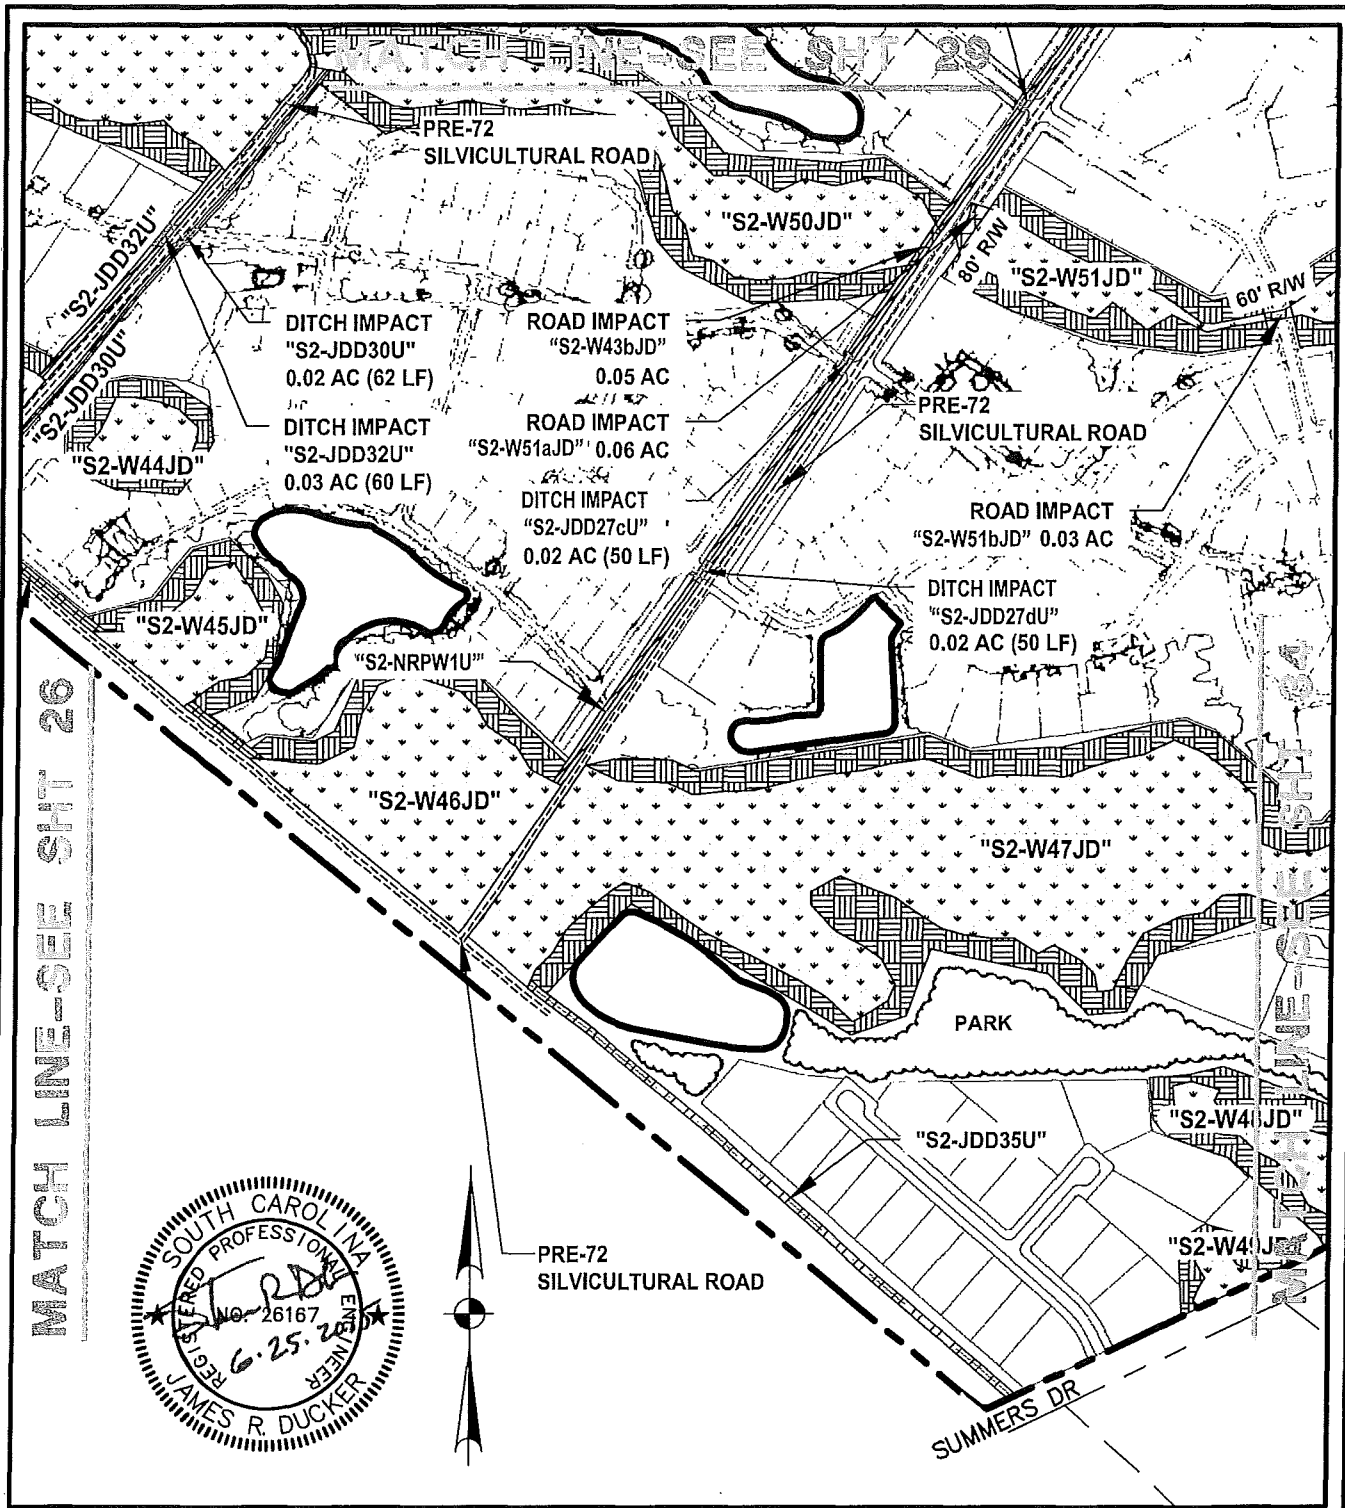 MATCH LINE-SEE SHT 29
PRE-72
SILVICULTURAL ROAD
"S2-JDD32U"
"S2-JDD30U"
"S2-W50JD"
80' R/W
"S2-W51JD"
60' R/W
DITCH IMPACT
"S2-JDD30U"
0.02 AC (62 LF)
ROAD IMPACT
"S2-W43bJD"
0.05 AC
DITCH IMPACT
"S2-JDD32U"
0.03 AC (60 LF)
ROAD IMPACT
"S2-W51aJD" 0.06 AC
PRE-72
SILVICULTURAL ROAD
"S2-W44JD"
DITCH IMPACT
"S2-JDD27cU"
0.02 AC (50 LF)
ROAD IMPACT
"S2-W51bJD" 0.03 AC
DITCH IMPACT
"S2-JDD27dU"
0.02 AC (50 LF)
"S2-W45JD"
"S2-NRPW1U"
MATCH LINE-SEE SHT 26
"S2-W46JD"
"S2-W47JD"
MATCH LINE-SEE SHT 34
PARK
"S2-W48JD"
"S2-JDD35U"
"S2-W49JD"
PRE-72
SILVICULTURAL ROAD
SOUTH CAROLINA
REGISTERED PROFESSIONAL ENGINEER
NO. 26167
JAMES R. DUCKER
SUMMERS DR